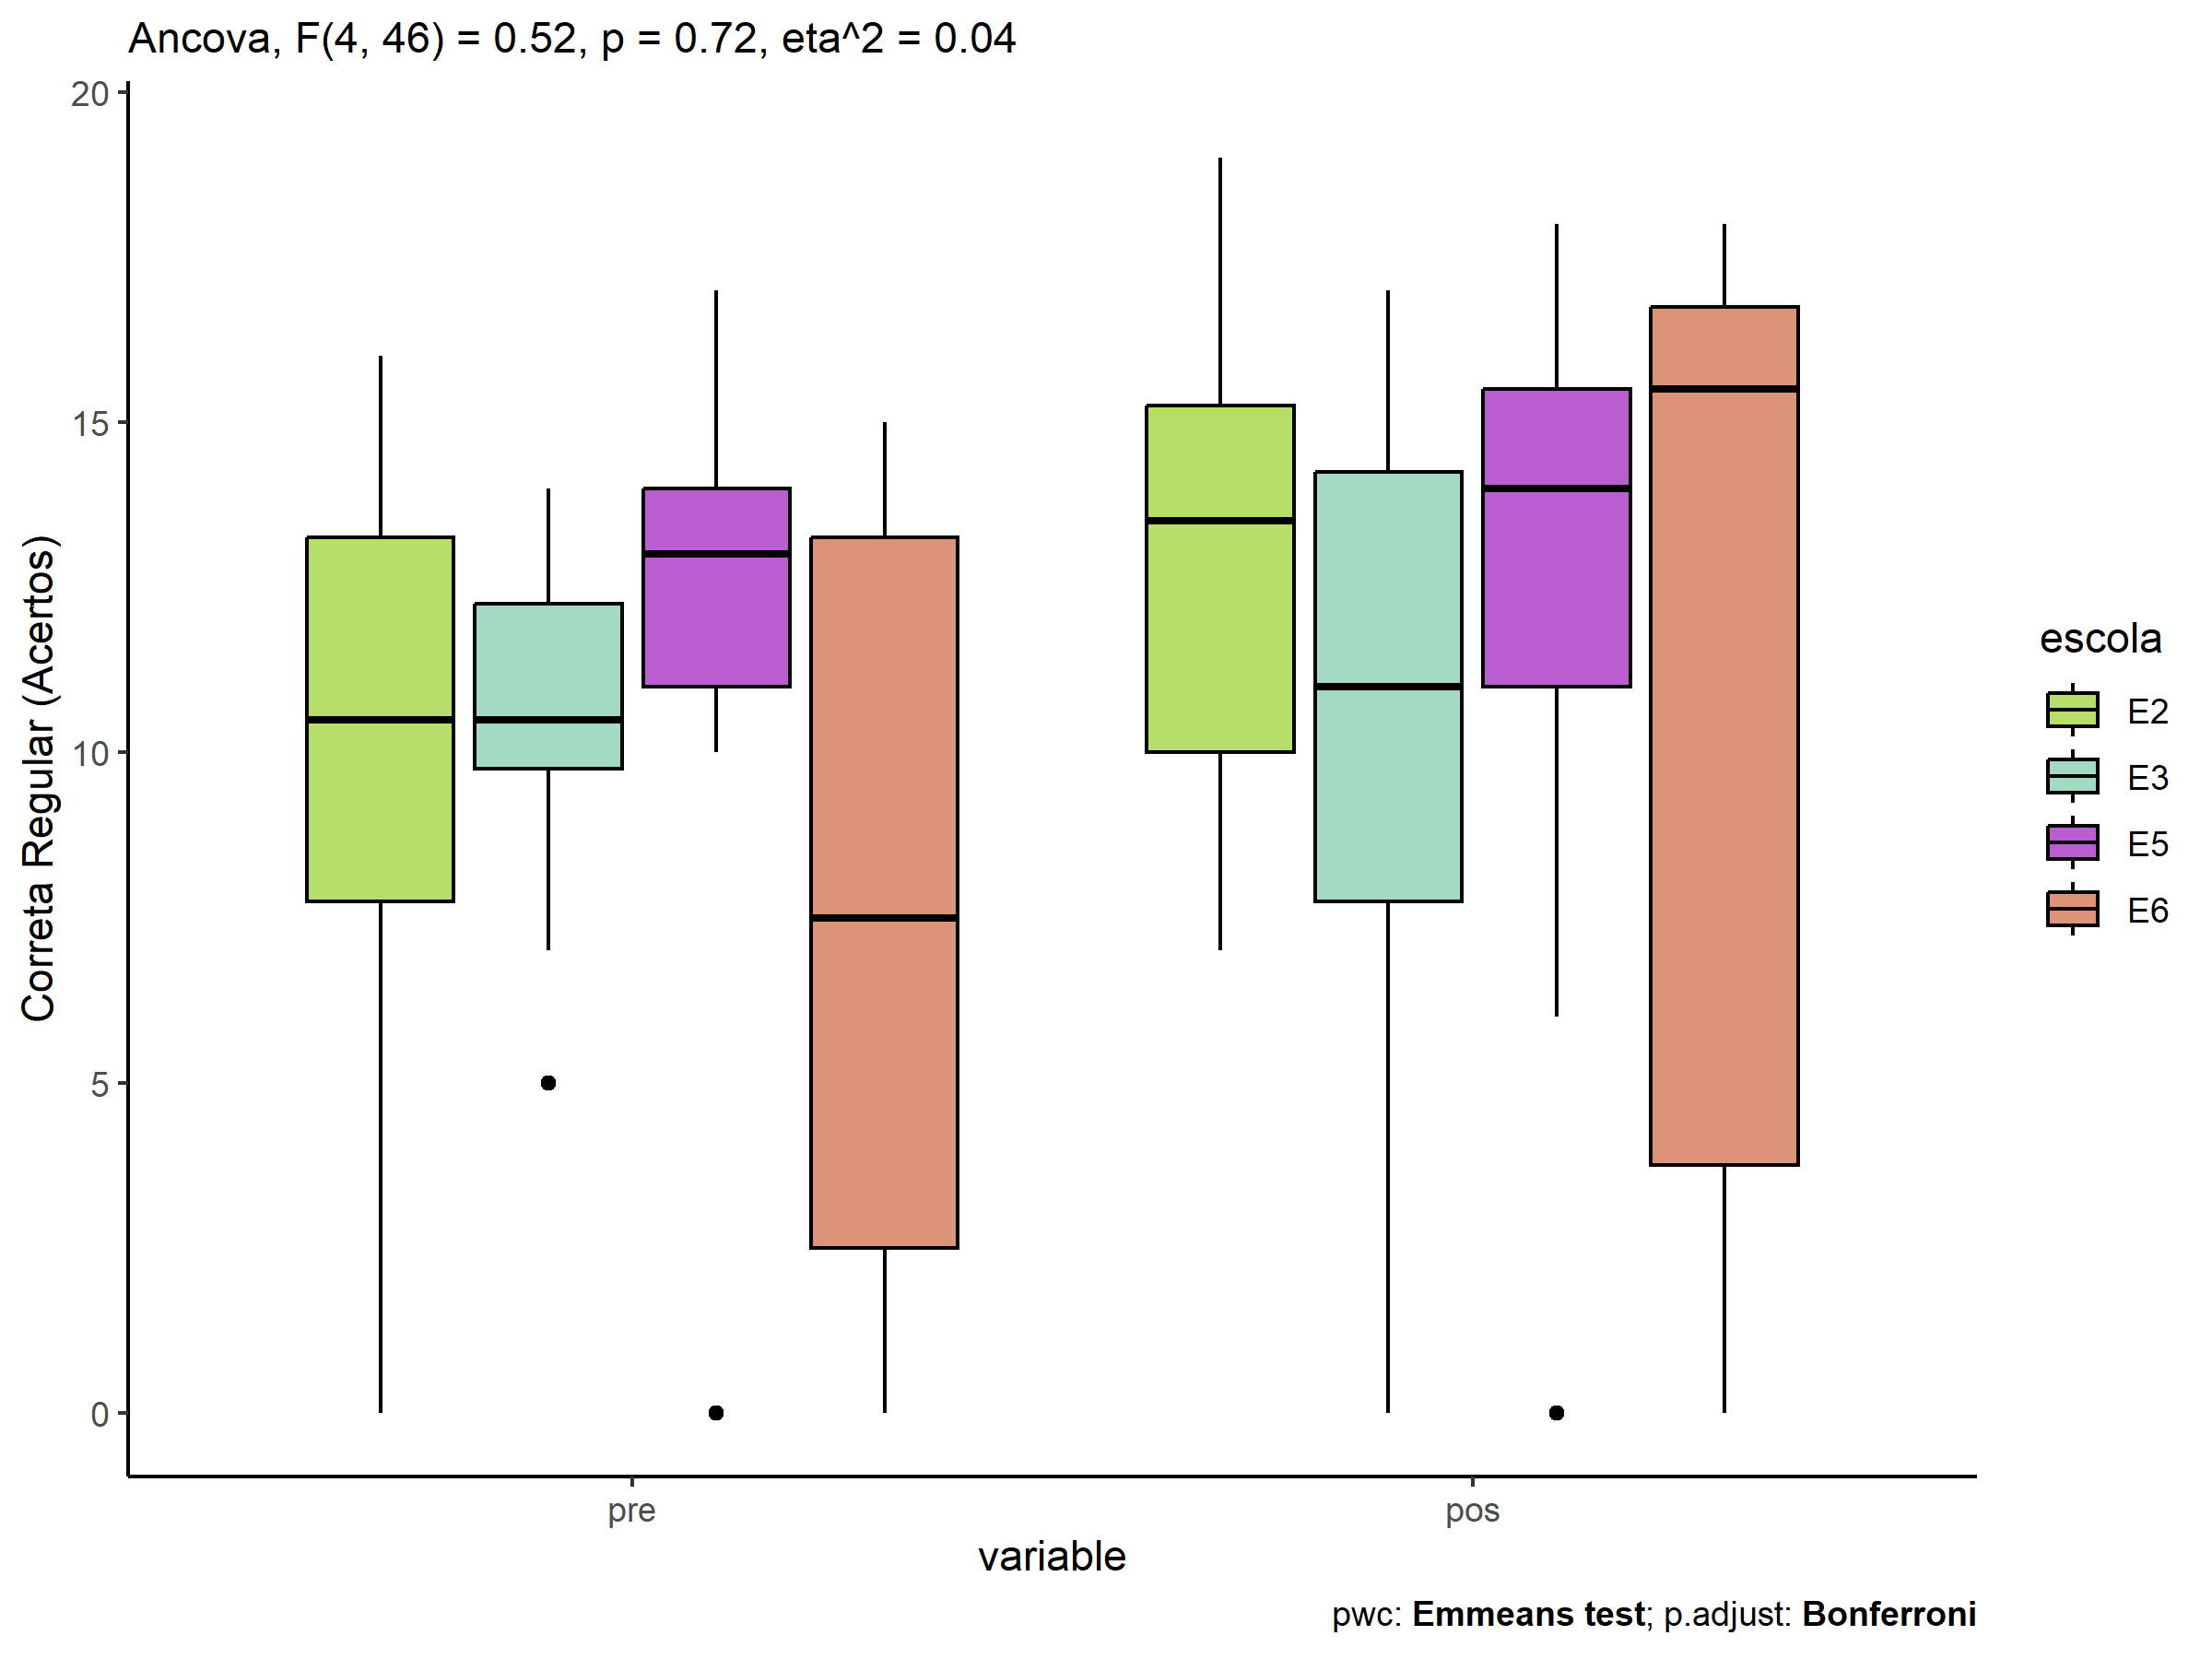 Ancova, F(4, 46) = 0.52, p = 0.72, eta^2 = 0.04
20
15
10
5
0
Correta Regular (Acertos)
pre
pos
variable
escola
E2
E3
E5
E6
pwc: Emmeans test; p.adjust: Bonferroni